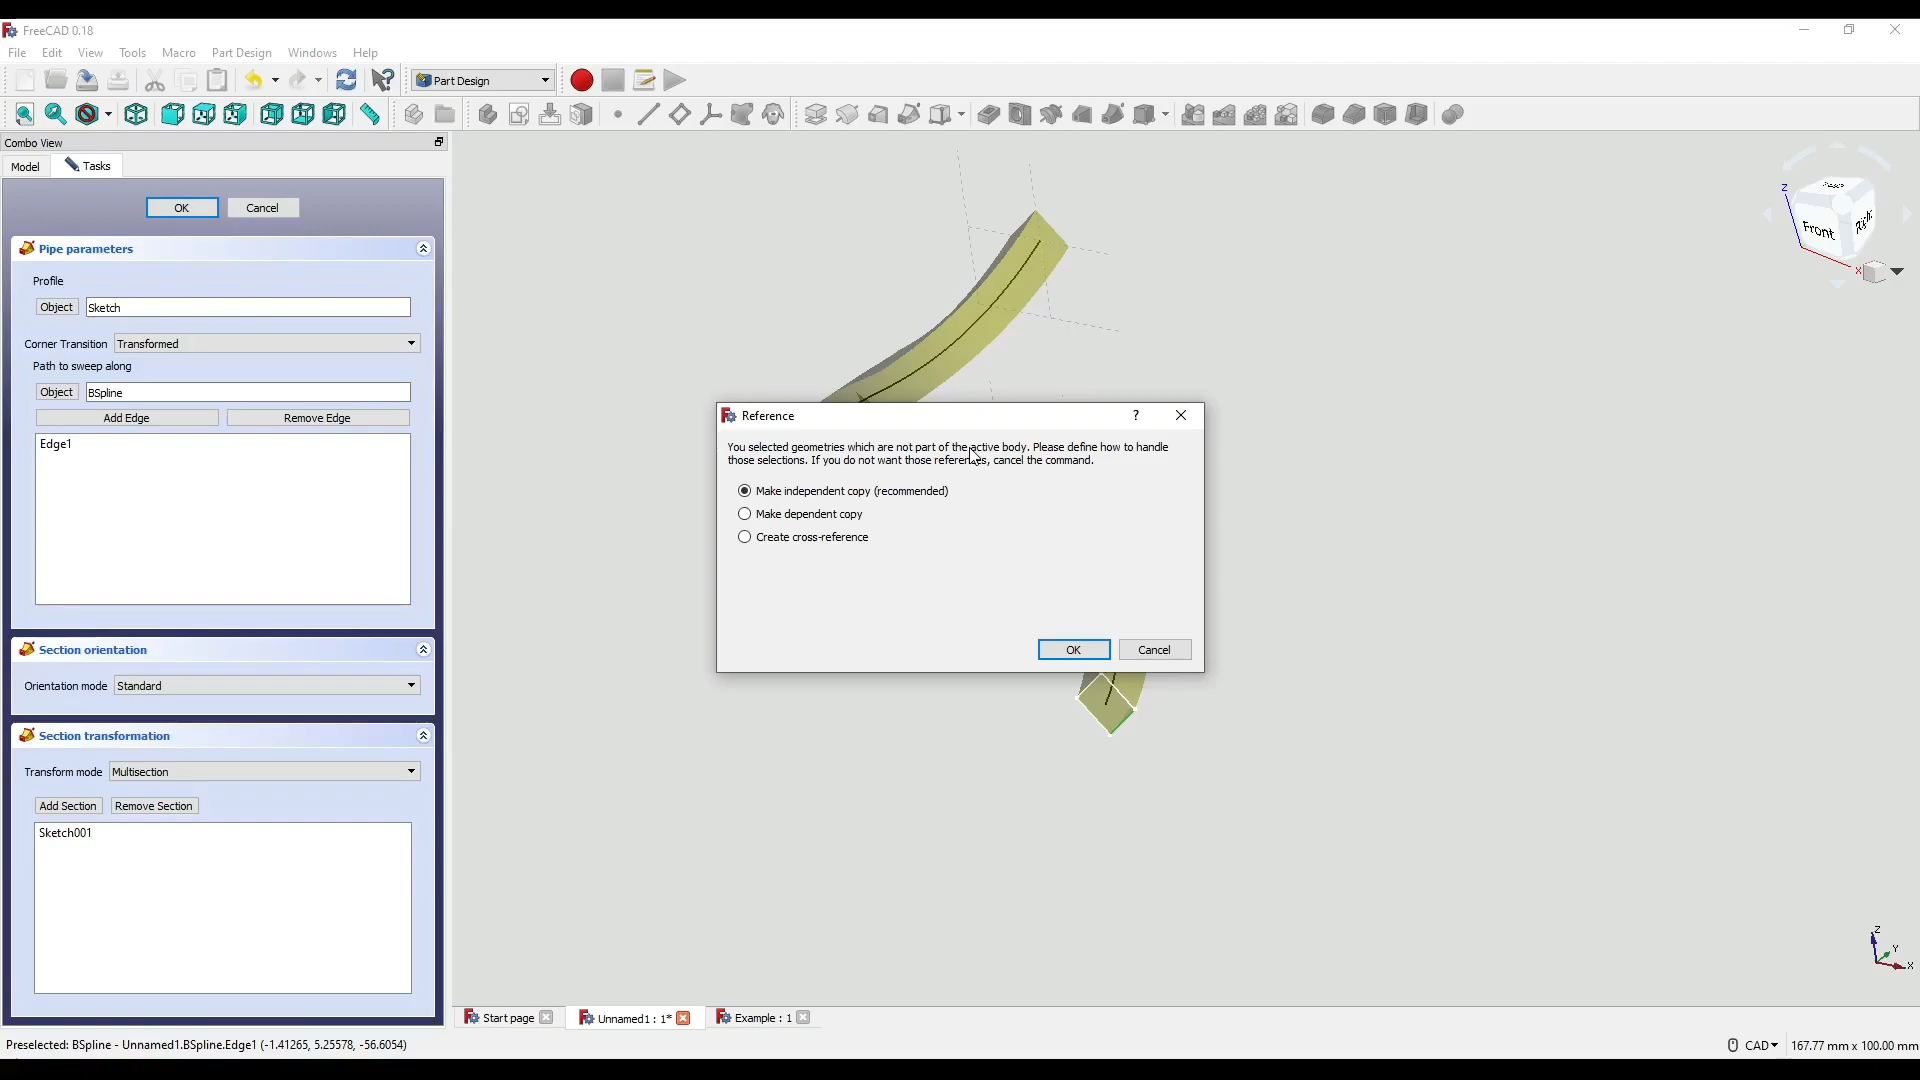 FreeCAD 0.18
File Edit View Tools Macro Part Design Windows Help
Part Design
Combo View
Model Tasks
OK Cancel
Pipe parameters
Profile
Object Sketch
Corner Transition Transformed
Path to sweep along
Object BSpline
Add Edge Remove Edge
Edge1
Section orientation
Orientation mode Standard
Section transformation
Transform mode Multisection
Add Section Remove Section
Sketch001
Front Right
Z
X
Reference
?
You selected geometries which are not part of the active body. Please define how to handle
those selections. If you do not want those references, cancel the command.
Make independent copy (recommended)
Make dependent copy
Create cross-reference
OK Cancel
Z
Y
X
Start page Unnamed1 : 1* Example : 1
Preselected: BSpline - Unnamed1.BSpline.Edge1 (-1.41265, 5.25578, -56.6054)
CAD 167.77 mm x 100.00 mm